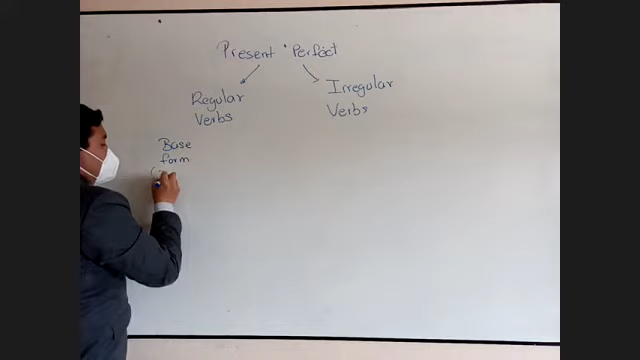 Present Perfect
Regular
Verbs
Irregular
Verbs
Base
form
(